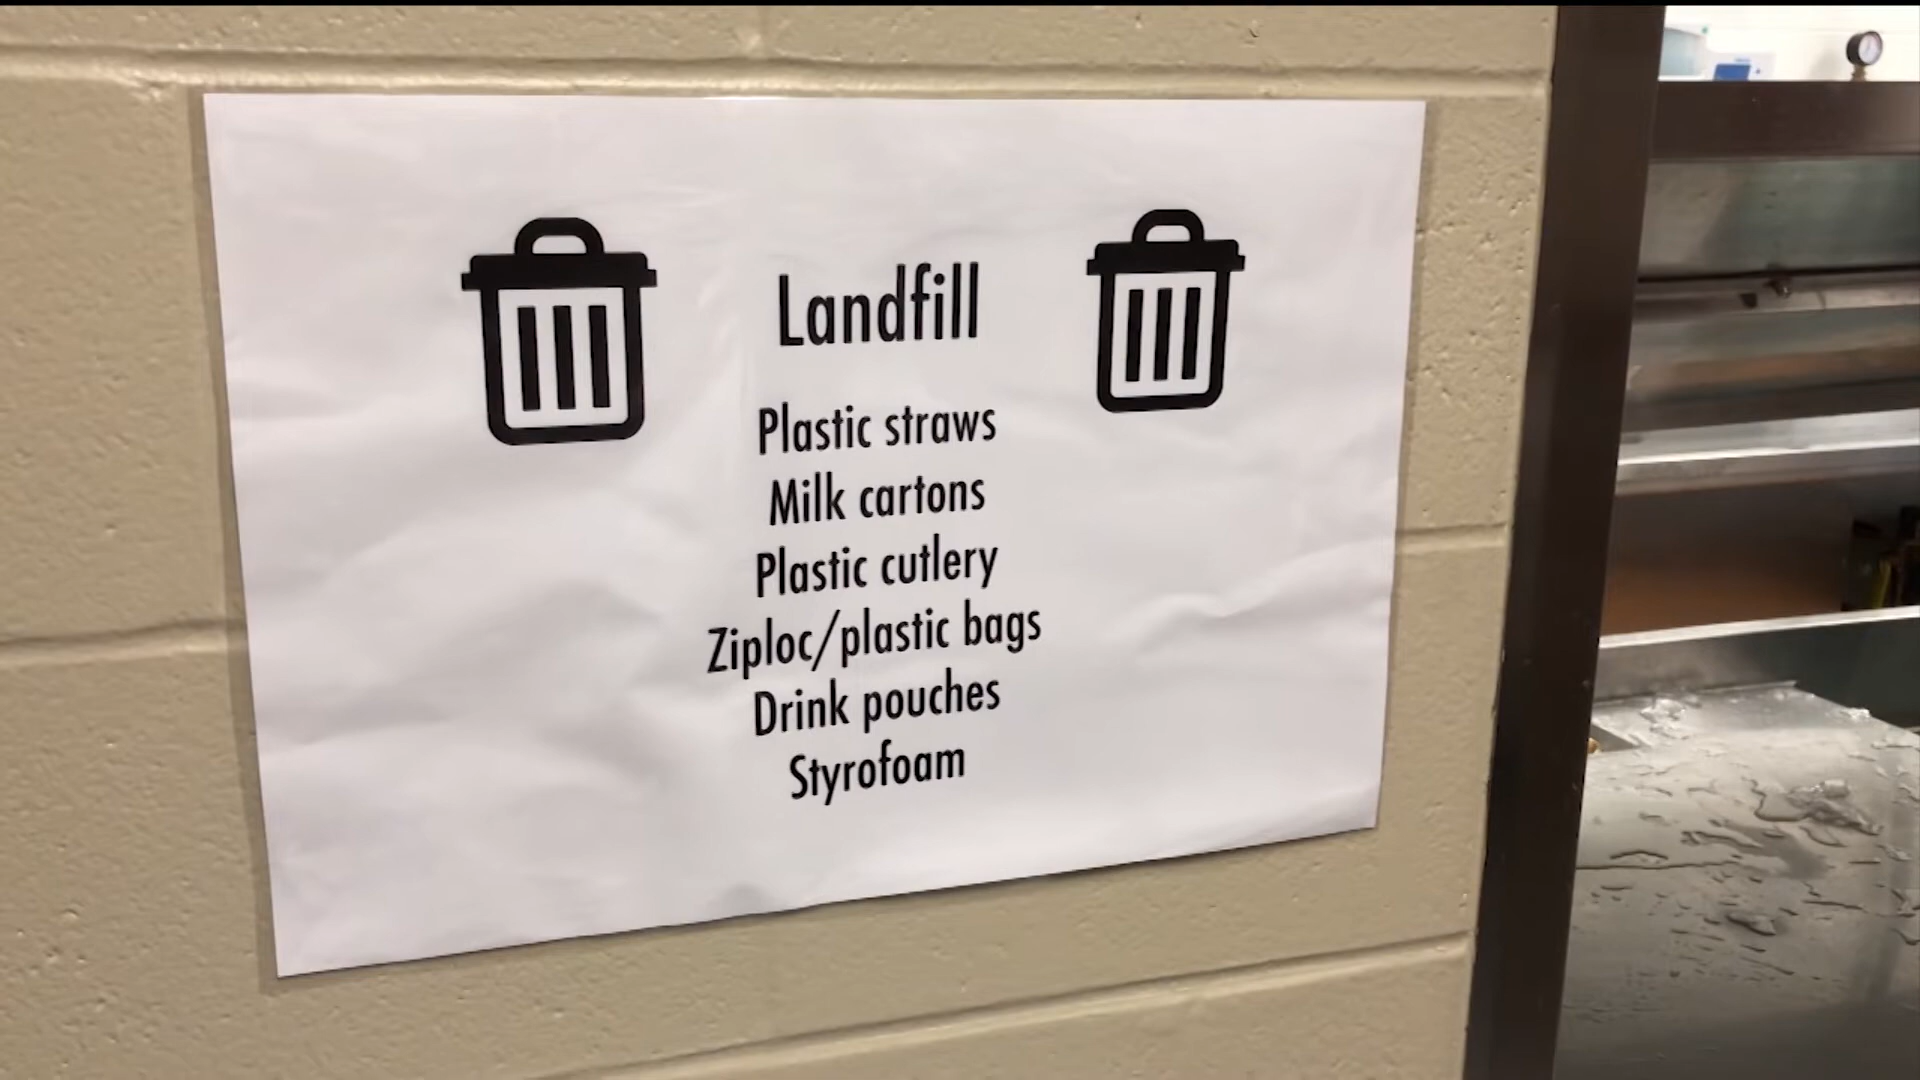 Landfill
Plastic straws
Milk cartons
Plastic cutlery
Ziploc/plastic bags
Drink pouches
Styrofoam